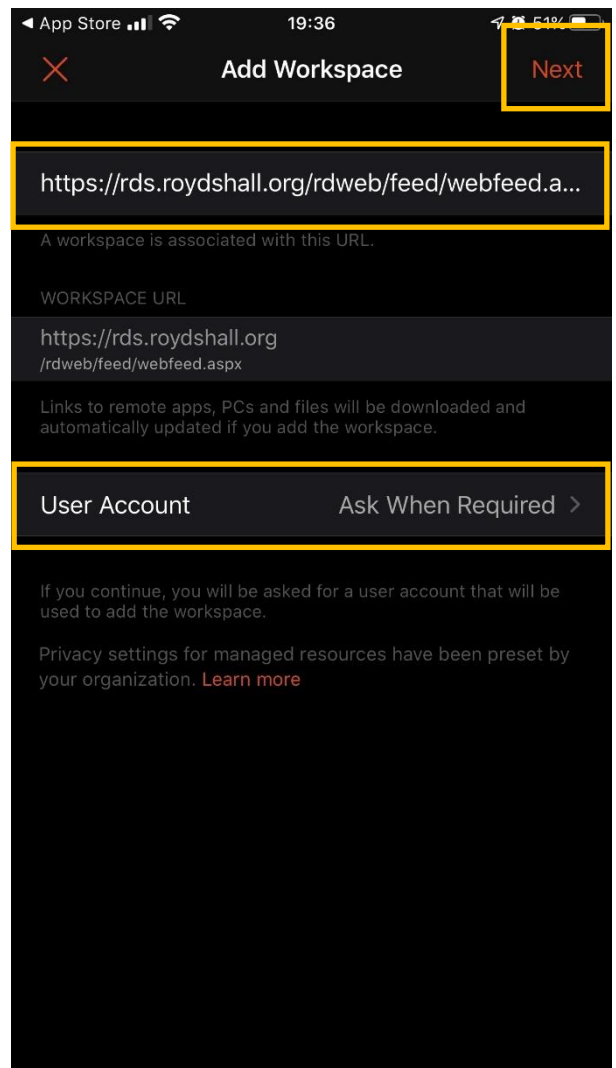 App Store 19:36 51%
Add Workspace Next
https://rds.roydshall.org/rdweb/feed/webfeed.a...
A workspace is associated with this URL.
WORKSPACE URL
https://rds.roydshall.org
/rdweb/feed/webfeed.aspx
Links to remote apps, PCs and files will be downloaded and
automatically updated if you add the workspace.
User Account Ask When Required
If you continue, you will be asked for a user account that will be
used to add the workspace.
Privacy settings for managed resources have been preset by
your organization. Learn more